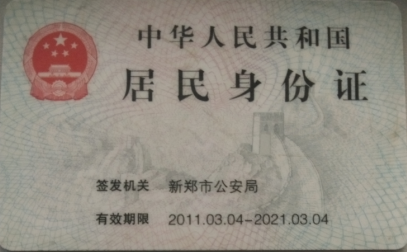 中华人民共和国
居民身份证
签发机关 新郑市公安局
有效期限 2011.03.04-2021.03.04